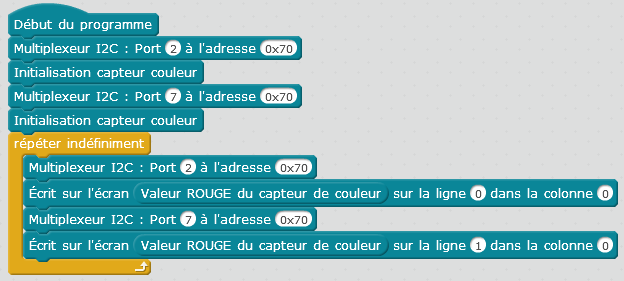 Début du programme
Multiplexeur I2C : Port 2 à l'adresse 0x70
Initialisation capteur couleur
Multiplexeur I2C : Port 7 à l'adresse 0x70
Initialisation capteur couleur
répéter indéfiniment
Multiplexeur I2C : Port 2 à l'adresse 0x70
Écrit sur l'écran Valeur ROUGE du capteur de couleur sur la ligne 0 dans la colonne 0
Multiplexeur I2C : Port 7 à l'adresse 0x70
Écrit sur l'écran Valeur ROUGE du capteur de couleur sur la ligne 1 dans la colonne 0